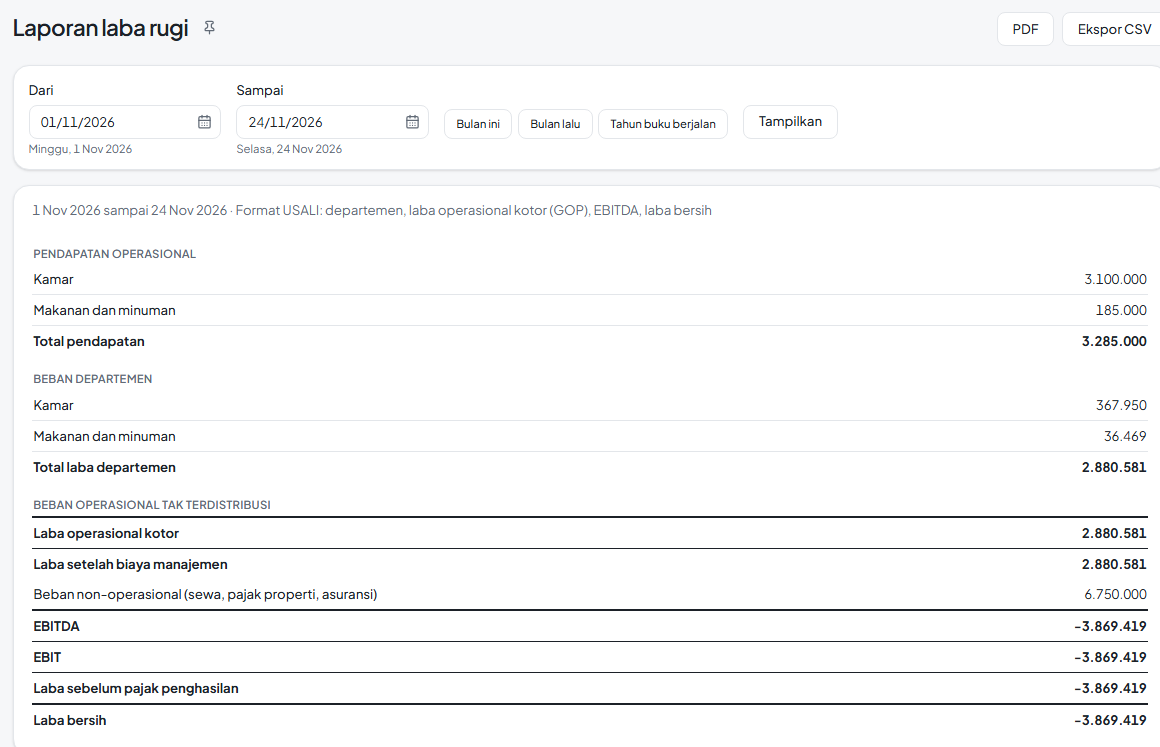 Laporan laba rugi
PDF
Ekspor CSV
Dari
Sampai
01/11/2026
24/11/2026
Bulan ini
Bulan lalu
Tahun buku berjalan
Tampilkan
Minggu, 1 Nov 2026
Selasa, 24 Nov 2026
1 Nov 2026 sampai 24 Nov 2026 · Format USALI: departemen, laba operasional kotor (GOP), EBITDA, laba bersih
PENDAPATAN OPERASIONAL
Kamar 3.100.000
Makanan dan minuman 185.000
Total pendapatan 3.285.000
BEBAN DEPARTEMEN
Kamar 367.950
Makanan dan minuman 36.469
Total laba departemen 2.880.581
BEBAN OPERASIONAL TAK TERDISTRIBUSI
Laba operasional kotor 2.880.581
Laba setelah biaya manajemen 2.880.581
Beban non-operasional (sewa, pajak properti, asuransi) 6.750.000
EBITDA -3.869.419
EBIT -3.869.419
Laba sebelum pajak penghasilan -3.869.419
Laba bersih -3.869.419